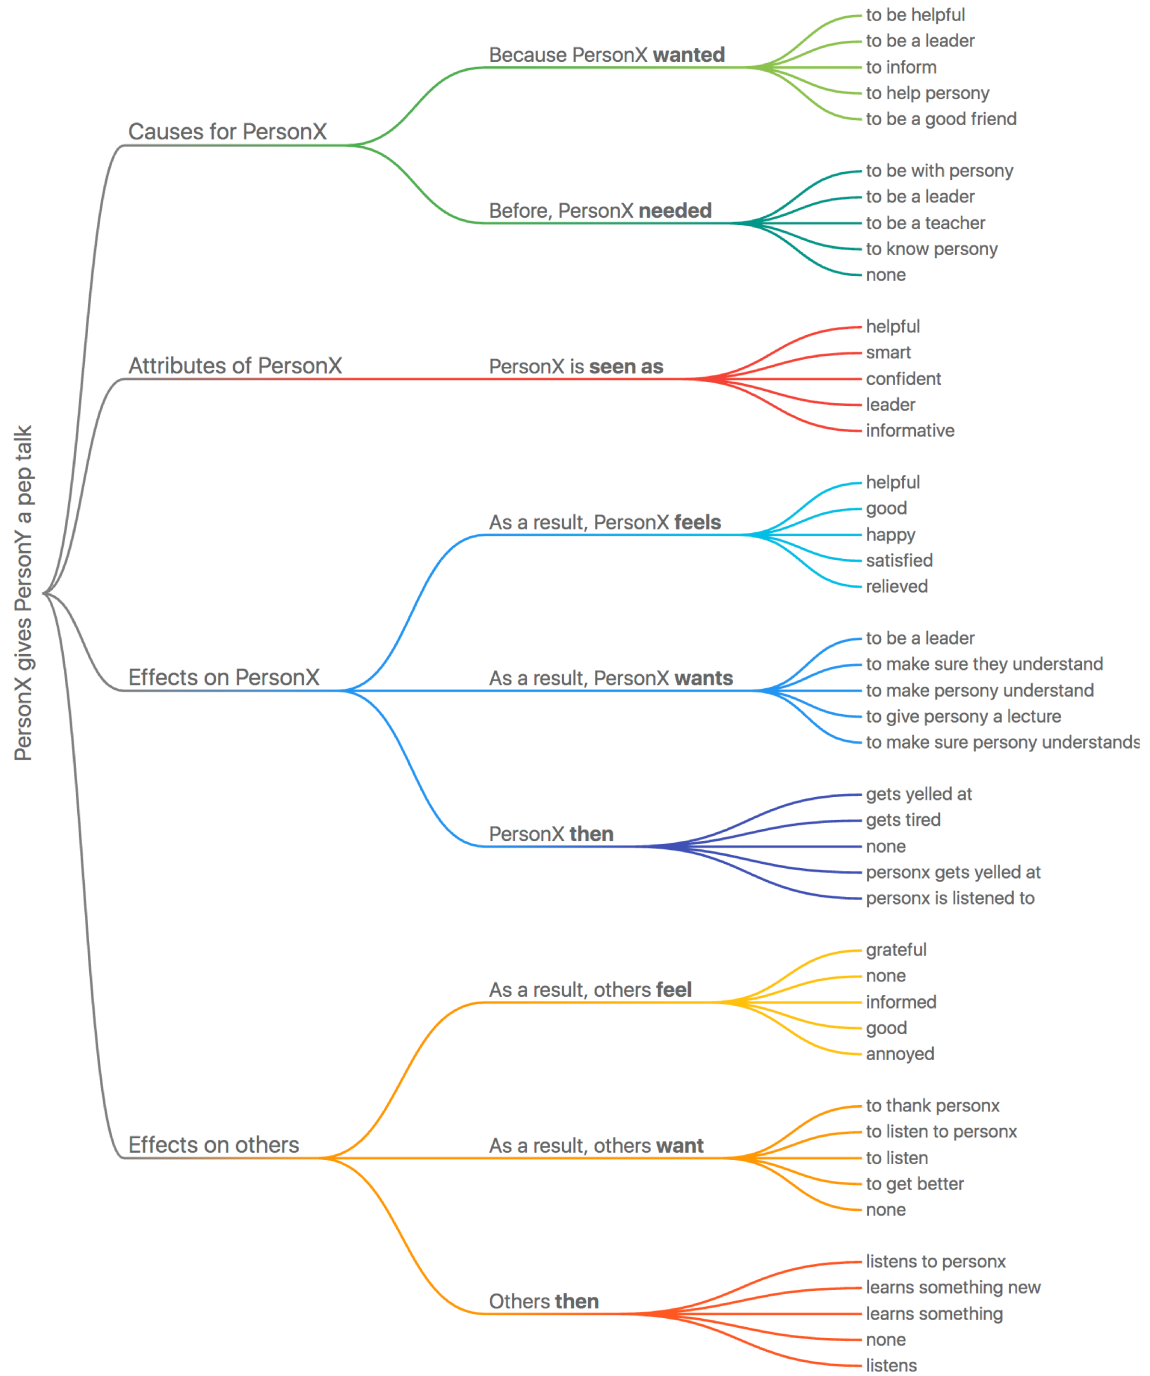 PersonX gives PersonY a pep talk
Causes for PersonX
Because PersonX wanted
to be helpful
to be a leader
to inform
to help persony
to be a good friend
Before, PersonX needed
to be with persony
to be a leader
to be a teacher
to know persony
none
Attributes of PersonX
PersonX is seen as
helpful
smart
confident
leader
informative
Effects on PersonX
As a result, PersonX feels
helpful
good
happy
satisfied
relieved
As a result, PersonX wants
to be a leader
to make sure they understand
to make persony understand
to give persony a lecture
to make sure persony understands
PersonX then
gets yelled at
gets tired
none
personx gets yelled at
personx is listened to
Effects on others
As a result, others feel
grateful
none
informed
good
annoyed
As a result, others want
to thank personx
to listen to personx
to listen
to get better
none
Others then
listens to personx
learns something new
learns something
none
listens